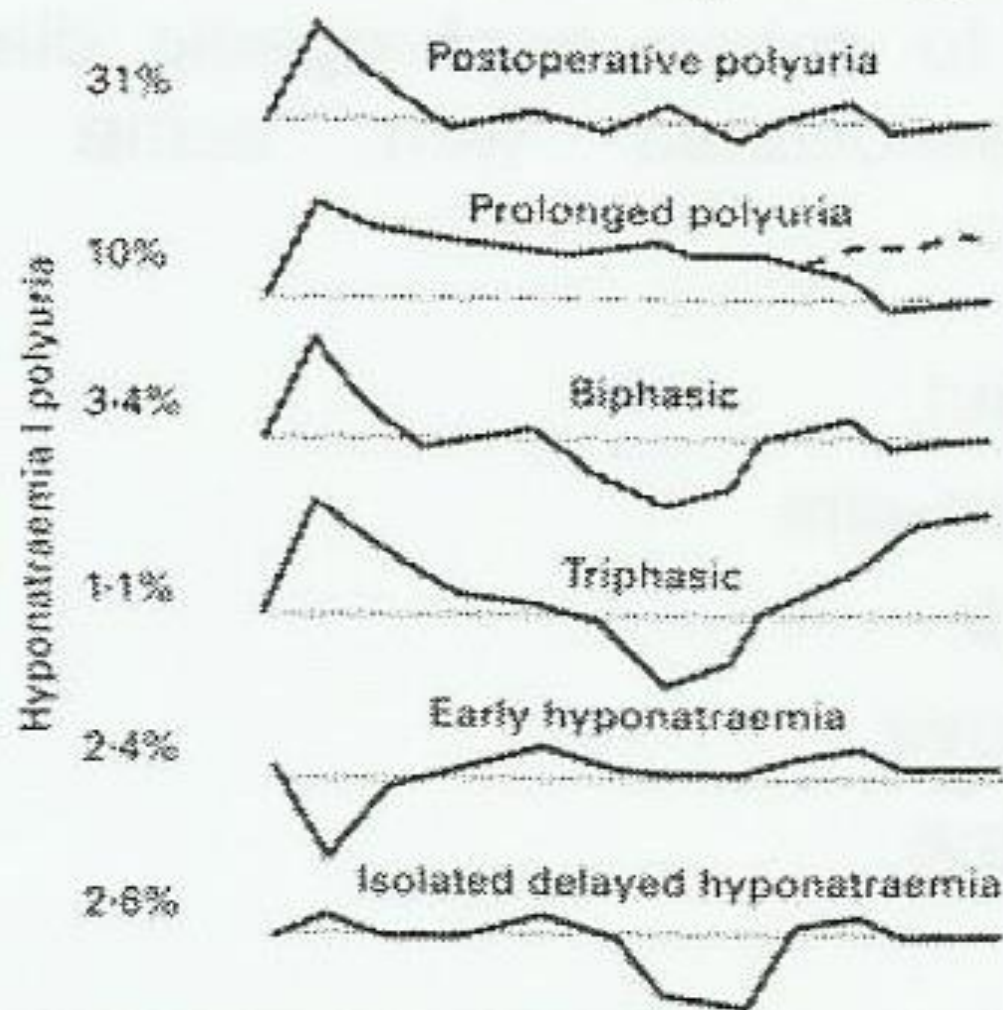 31%
Postoperative polyuria
10%
Prolonged polyuria
3·4%
Biphasic
1·1%
Triphasic
2·4%
Early hyponatraemia
2·6%
Isolated delayed hyponatraemia
Hyponatraemia | polyuria